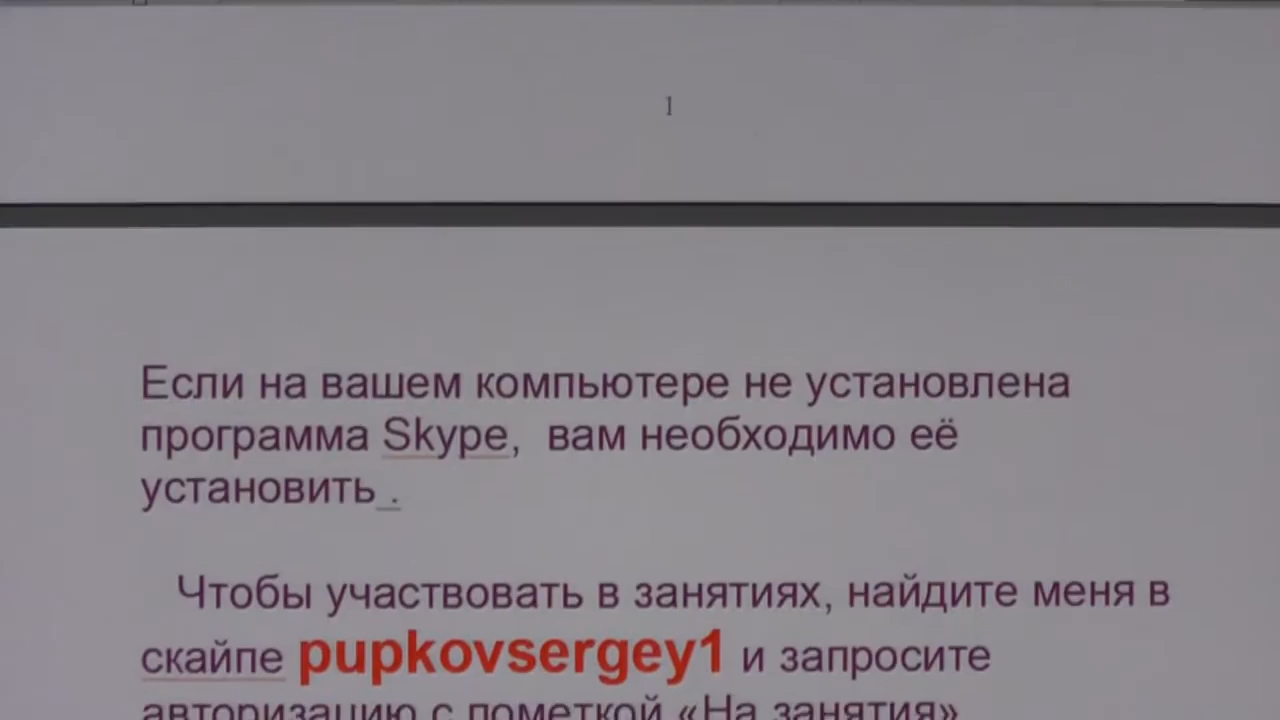 1
Если на вашем компьютере не установлена
программа Skype, вам необходимо её
установить .
Чтобы участвовать в занятиях, найдите меня в
скайпе pupkovsergey1 и запросите
авторизацию с пометкой «На занятия»